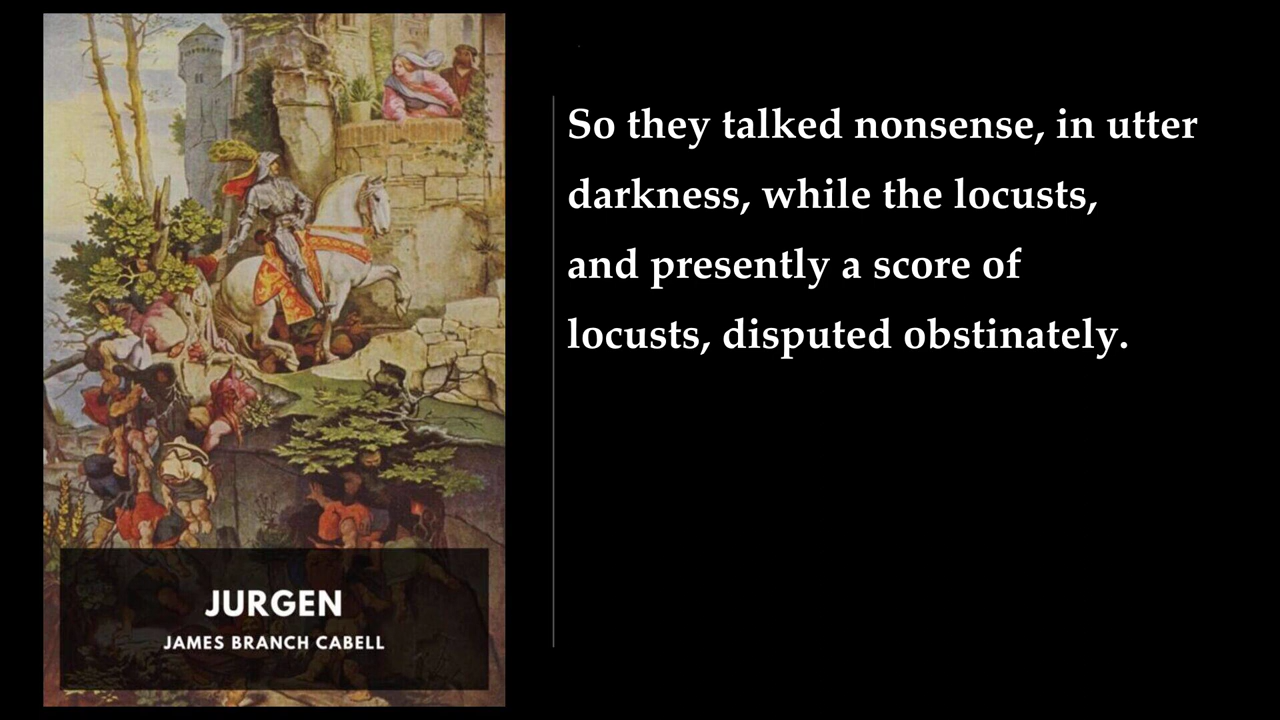 So they talked nonsense, in utter
darkness, while the locusts,
and presently a score of
locusts, disputed obstinately.
JURGEN
JAMES BRANCH CABELL